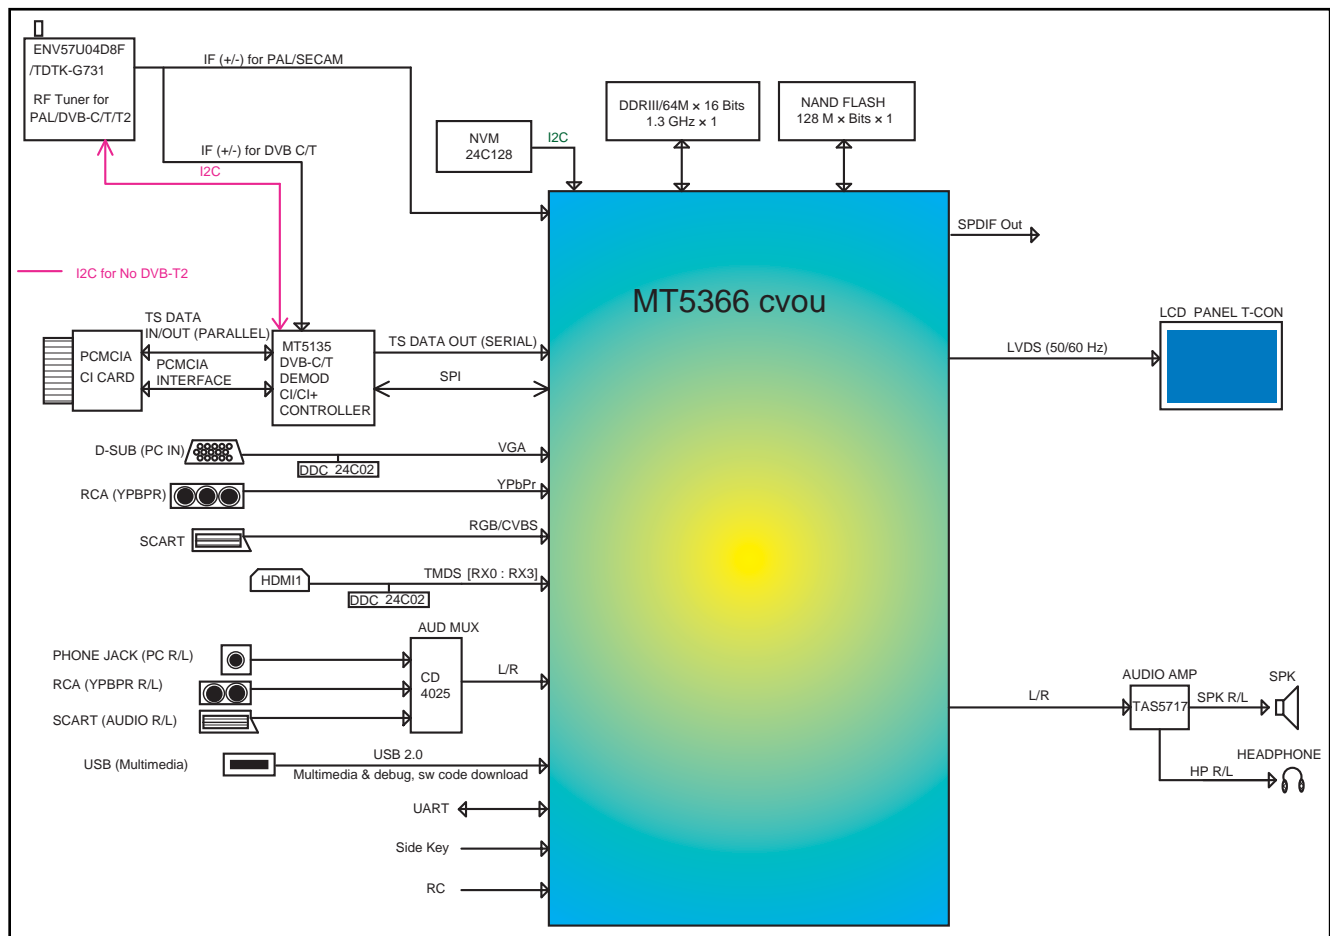 ENV57U04D8F
/TDTK-G731
RF Tuner for
PAL/DVB-C/T/T2
IF (+/-) for PAL/SECAM
IF (+/-) for DVB C/T
I2C
NVM
24C128
I2C
DDRIII/64M × 16 Bits
1.3 GHz × 1
NAND FLASH
128 M × Bits × 1
SPDIF Out
I2C for No DVB-T2
MT5366 cvou
LCD PANEL T-CON
LVDS (50/60 Hz)
TS DATA
IN/OUT (PARALLEL)
PCMCIA
CI CARD
PCMCIA
INTERFACE
MT5135
DVB-C/T
DEMOD
CI/CI+
CONTROLLER
TS DATA OUT (SERIAL)
SPI
D-SUB (PC IN)
VGA
DDC 24C02
RCA (YPBPR)
YPbPr
SCART
RGB/CVBS
HDMI1
TMDS [RX0 : RX3]
DDC 24C02
AUD MUX
PHONE JACK (PC R/L)
RCA (YPBPR R/L)
SCART (AUDIO R/L)
CD
4025
L/R
USB (Multimedia)
USB 2.0
Multimedia & debug, sw code download
UART
Side Key
RC
L/R
AUDIO AMP
TAS5717
SPK R/L
SPK
HP R/L
HEADPHONE